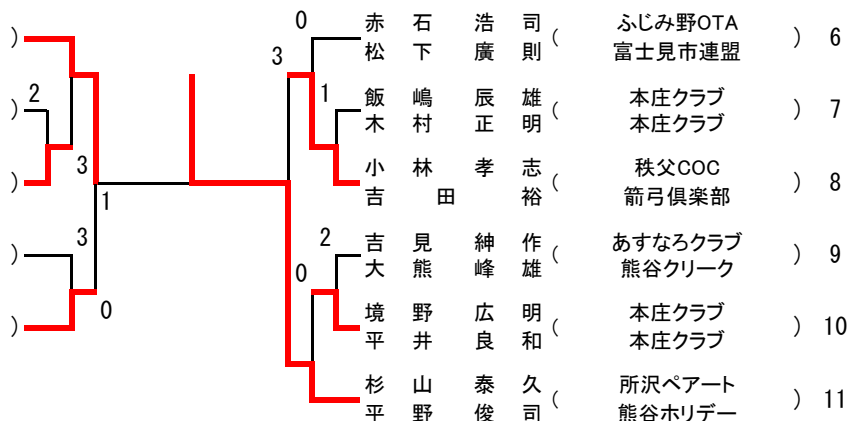 0
赤 石 浩 司 ( ふじみ野OTA ) 6
松 下 廣 則 富士見市連盟
)
3
2
1
飯 嶋 辰 雄 ( 本庄クラブ ) 7
木 村 正 明 本庄クラブ
)
3
小 林 孝 志 ( 秩父COC ) 8
吉 田 裕 箭弓倶楽部
)
1
3
2
吉 見 紳 作 ( あすなろクラブ ) 9
大 熊 峰 雄 熊谷クリーク
)
0
0
境 野 広 明 ( 本庄クラブ ) 10
平 井 良 和 本庄クラブ
)
杉 山 泰 久 ( 所沢ペアート ) 11
平 野 俊 司 熊谷ホリデー